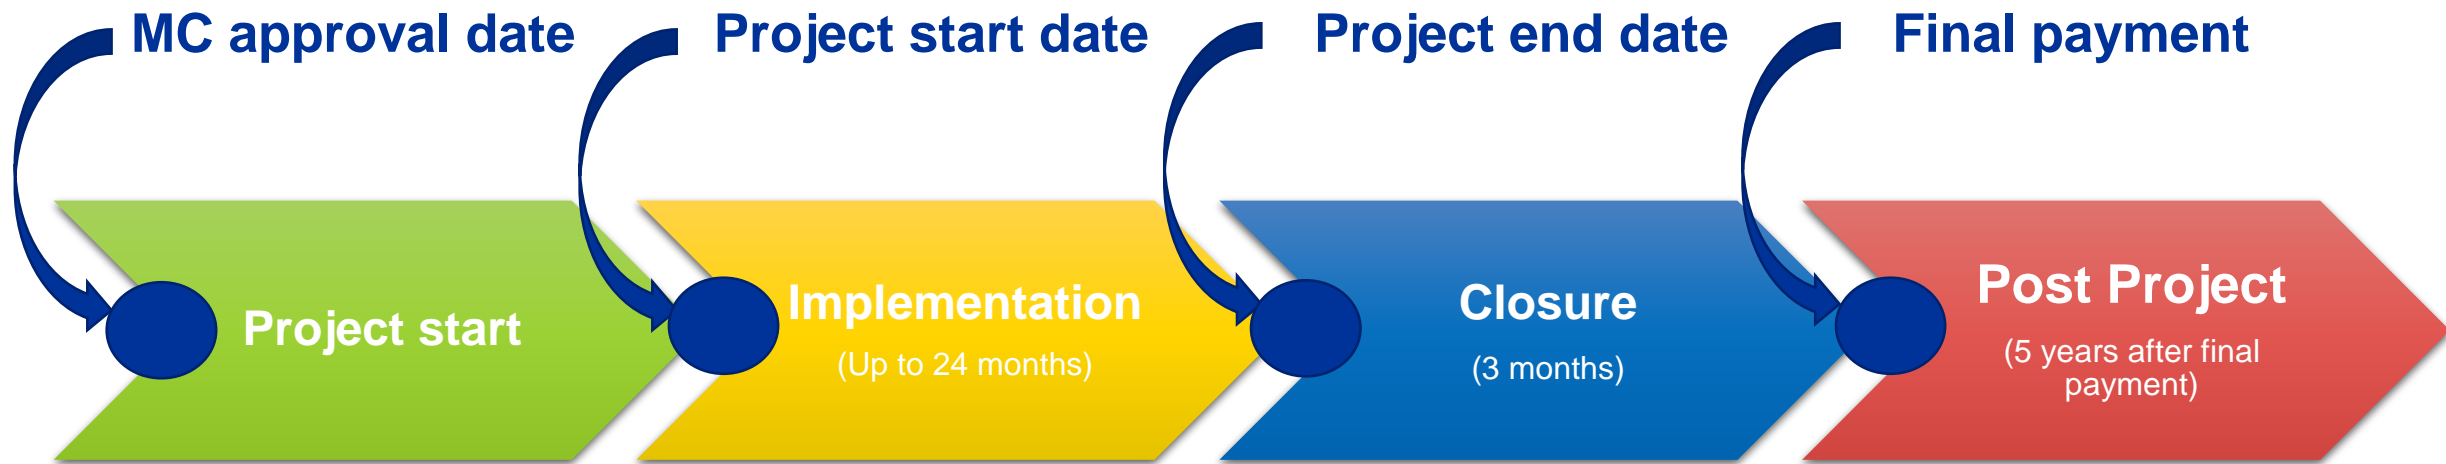 MC approval date
Project start date
Project end date
Final payment
Project start
Implementation
(Up to 24 months)
Closure
(3 months)
Post Project
(5 years after final
payment)